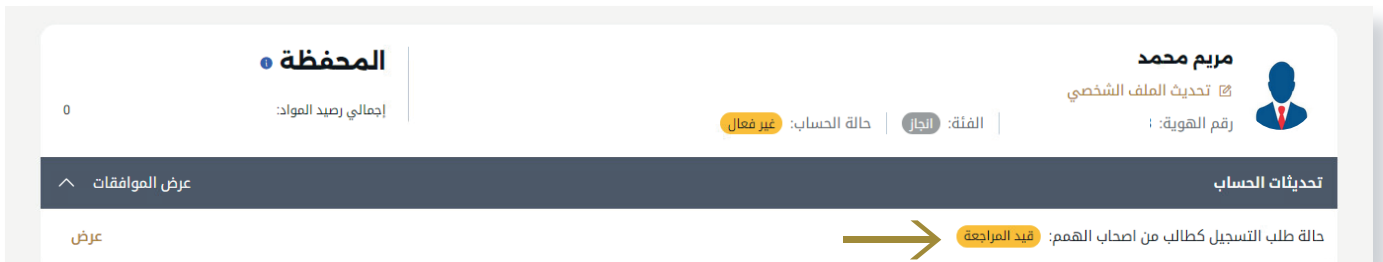 مريم محمد
تحديث الملف الشخصي
رقم الهوية:
الفئة: انجاز
حالة الحساب: غير فعال
المحفظة
إجمالي رصيد المواد: 0
تحديثات الحساب
عرض الموافقات
حالة طلب التسجيل كطالب من اصحاب الهمم: قيد المراجعة
عرض